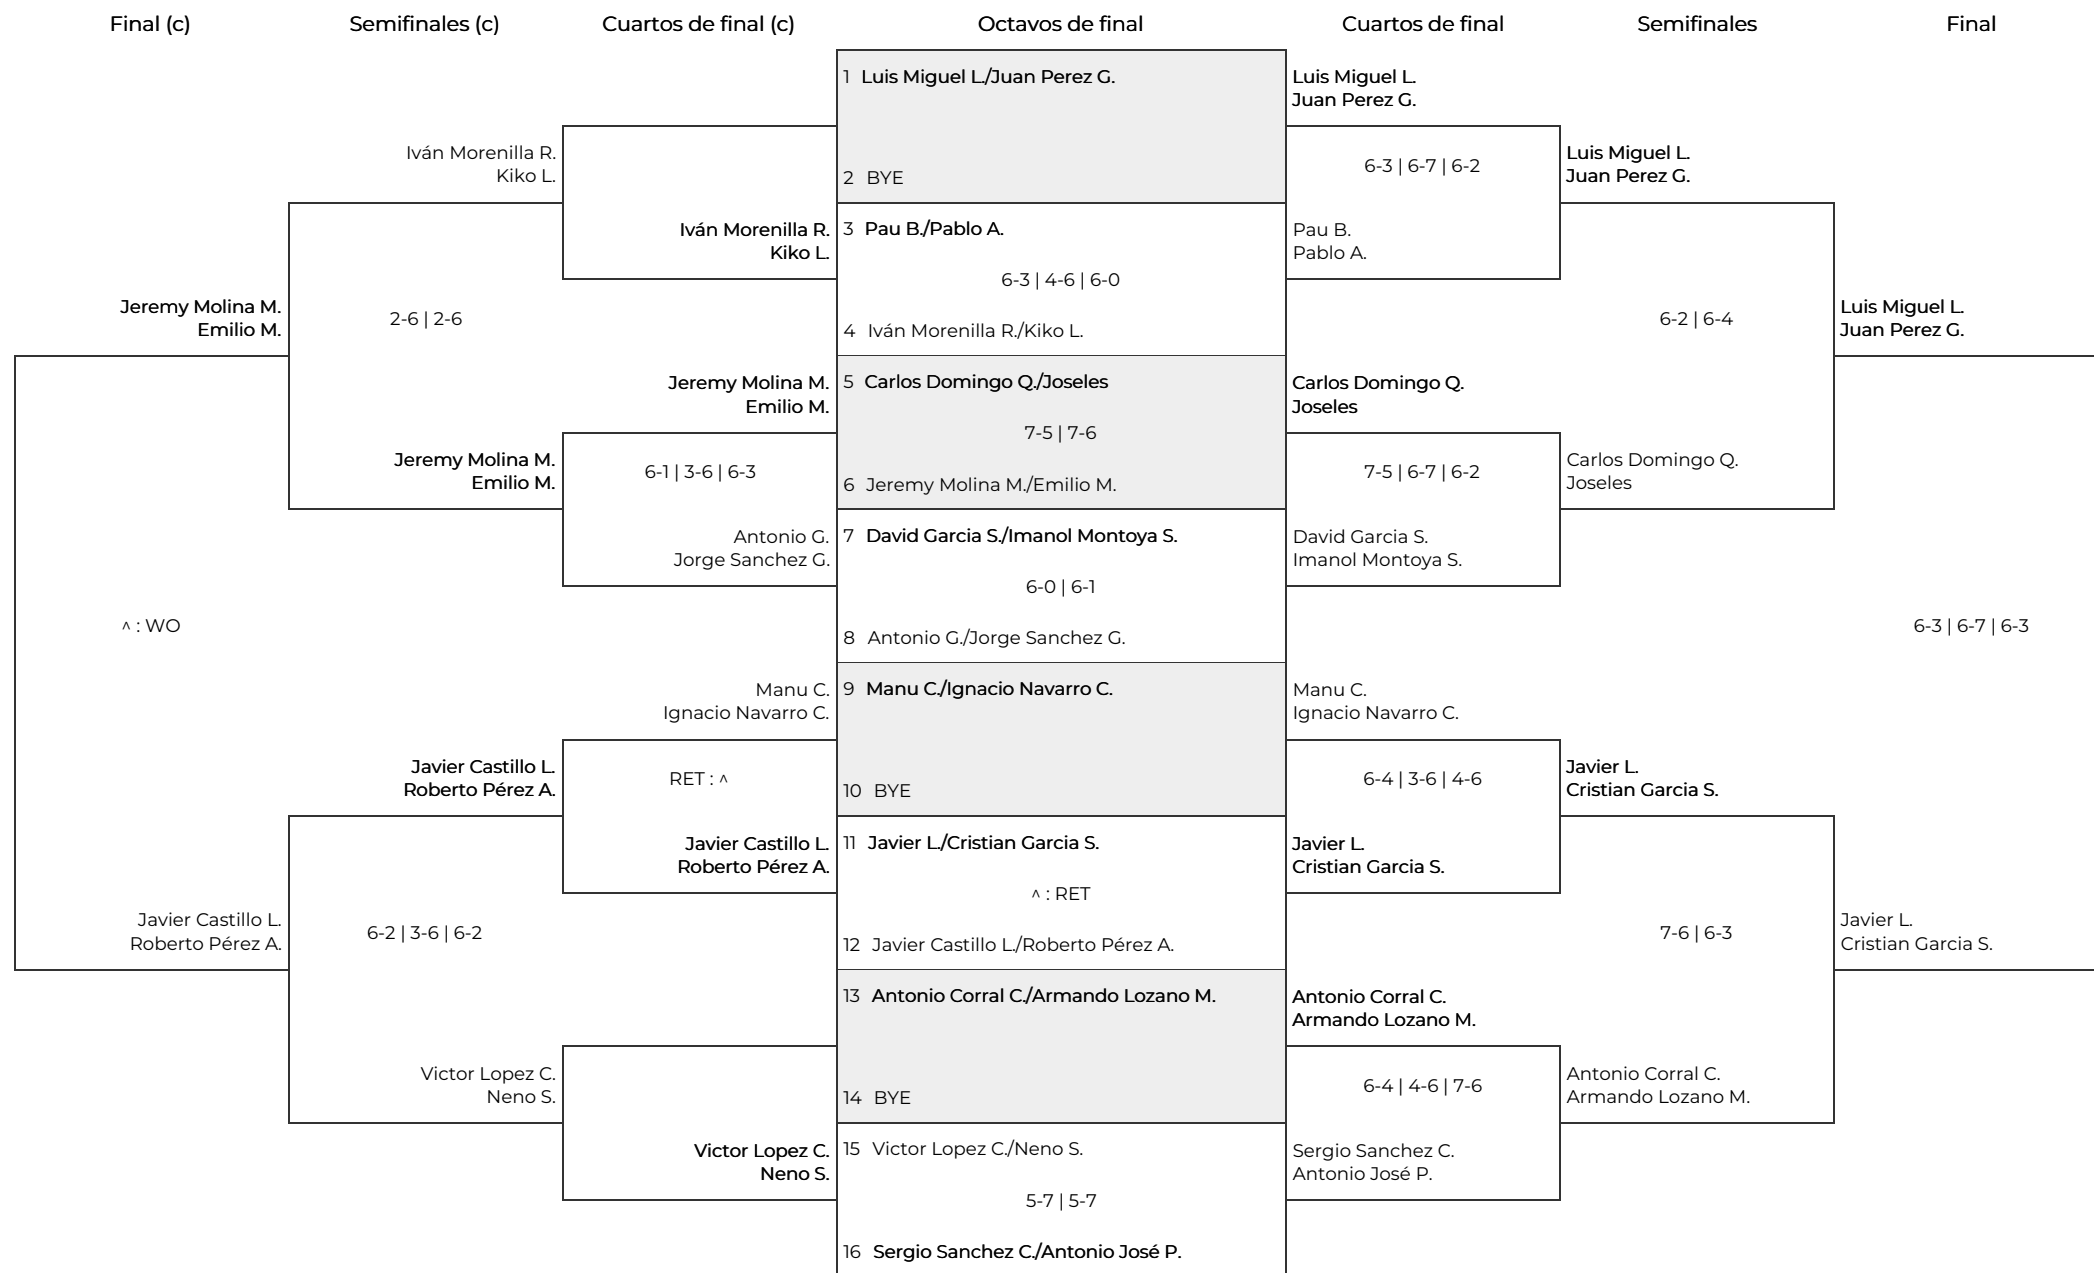 Final (c)
Semifinales (c)
Cuartos de final (c)
Octavos de final
Cuartos de final
Semifinales
Final
Jeremy Molina M.
Emilio M.
^ : WO
Javier Castillo L.
Roberto Pérez A.
Iván Morenilla R.
Kiko L.
2-6 | 2-6
Jeremy Molina M.
Emilio M.
Javier Castillo L.
Roberto Pérez A.
6-2 | 3-6 | 6-2
Victor Lopez C.
Neno S.
Iván Morenilla R.
Kiko L.
Jeremy Molina M.
Emilio M.
6-1 | 3-6 | 6-3
Antonio G.
Jorge Sanchez G.
Manu C.
Ignacio Navarro C.
RET : ^
Javier Castillo L.
Roberto Pérez A.
Victor Lopez C.
Neno S.
1 Luis Miguel L./Juan Perez G.
2 BYE
3 Pau B./Pablo A.
6-3 | 4-6 | 6-0
4 Iván Morenilla R./Kiko L.
5 Carlos Domingo Q./Joseles
7-5 | 7-6
6 Jeremy Molina M./Emilio M.
7 David Garcia S./Imanol Montoya S.
6-0 | 6-1
8 Antonio G./Jorge Sanchez G.
9 Manu C./Ignacio Navarro C.
10 BYE
11 Javier L./Cristian Garcia S.
^ : RET
12 Javier Castillo L./Roberto Pérez A.
13 Antonio Corral C./Armando Lozano M.
14 BYE
15 Victor Lopez C./Neno S.
5-7 | 5-7
16 Sergio Sanchez C./Antonio José P.
Luis Miguel L.
Juan Perez G.
6-3 | 6-7 | 6-2
Pau B.
Pablo A.
Carlos Domingo Q.
Joseles
7-5 | 6-7 | 6-2
David Garcia S.
Imanol Montoya S.
Manu C.
Ignacio Navarro C.
6-4 | 3-6 | 4-6
Javier L.
Cristian Garcia S.
Antonio Corral C.
Armando Lozano M.
6-4 | 4-6 | 7-6
Sergio Sanchez C.
Antonio José P.
Luis Miguel L.
Juan Perez G.
6-2 | 6-4
Carlos Domingo Q.
Joseles
Javier L.
Cristian Garcia S.
7-6 | 6-3
Antonio Corral C.
Armando Lozano M.
Luis Miguel L.
Juan Perez G.
6-3 | 6-7 | 6-3
Javier L.
Cristian Garcia S.